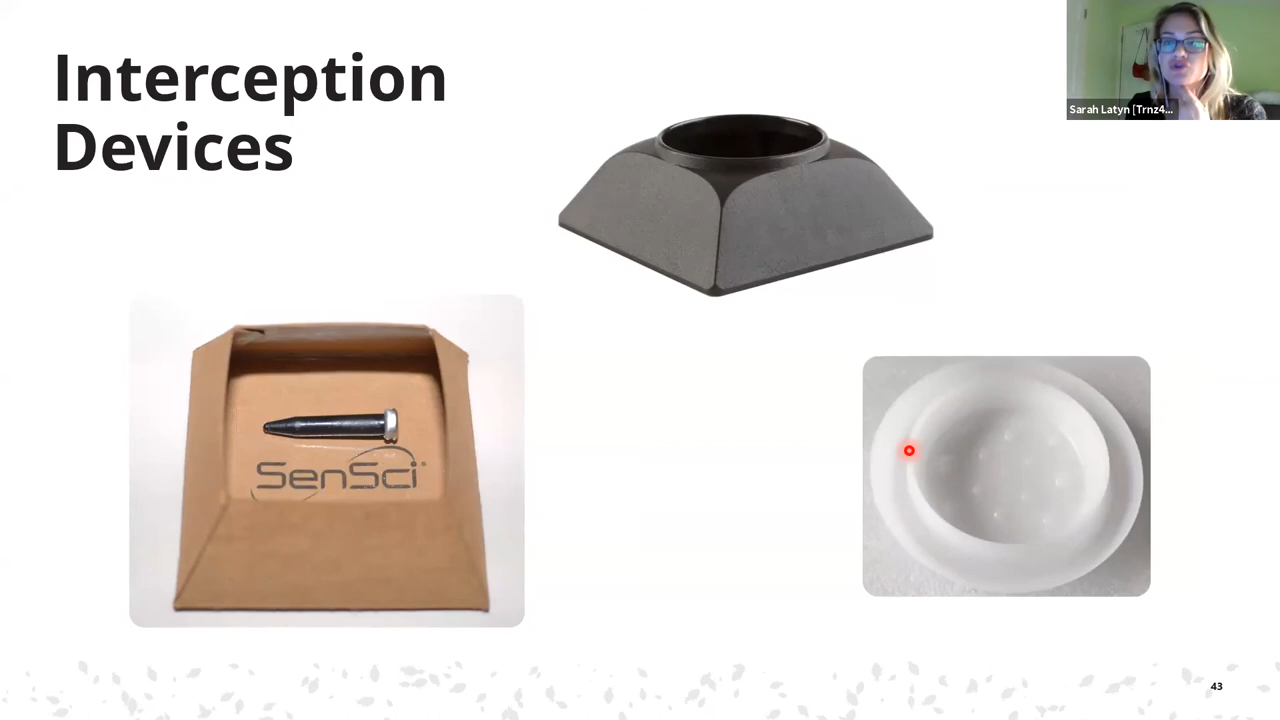 Interception
Devices
Sarah Latyn [Trnz4...
SenSci
43